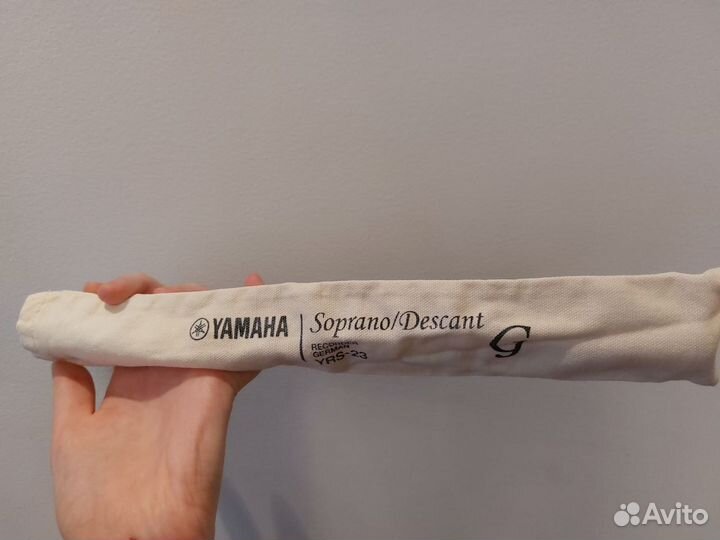 YAMAHA
Soprano/Descant
RECORDER
GERMAN
YRS-23
G
Avito